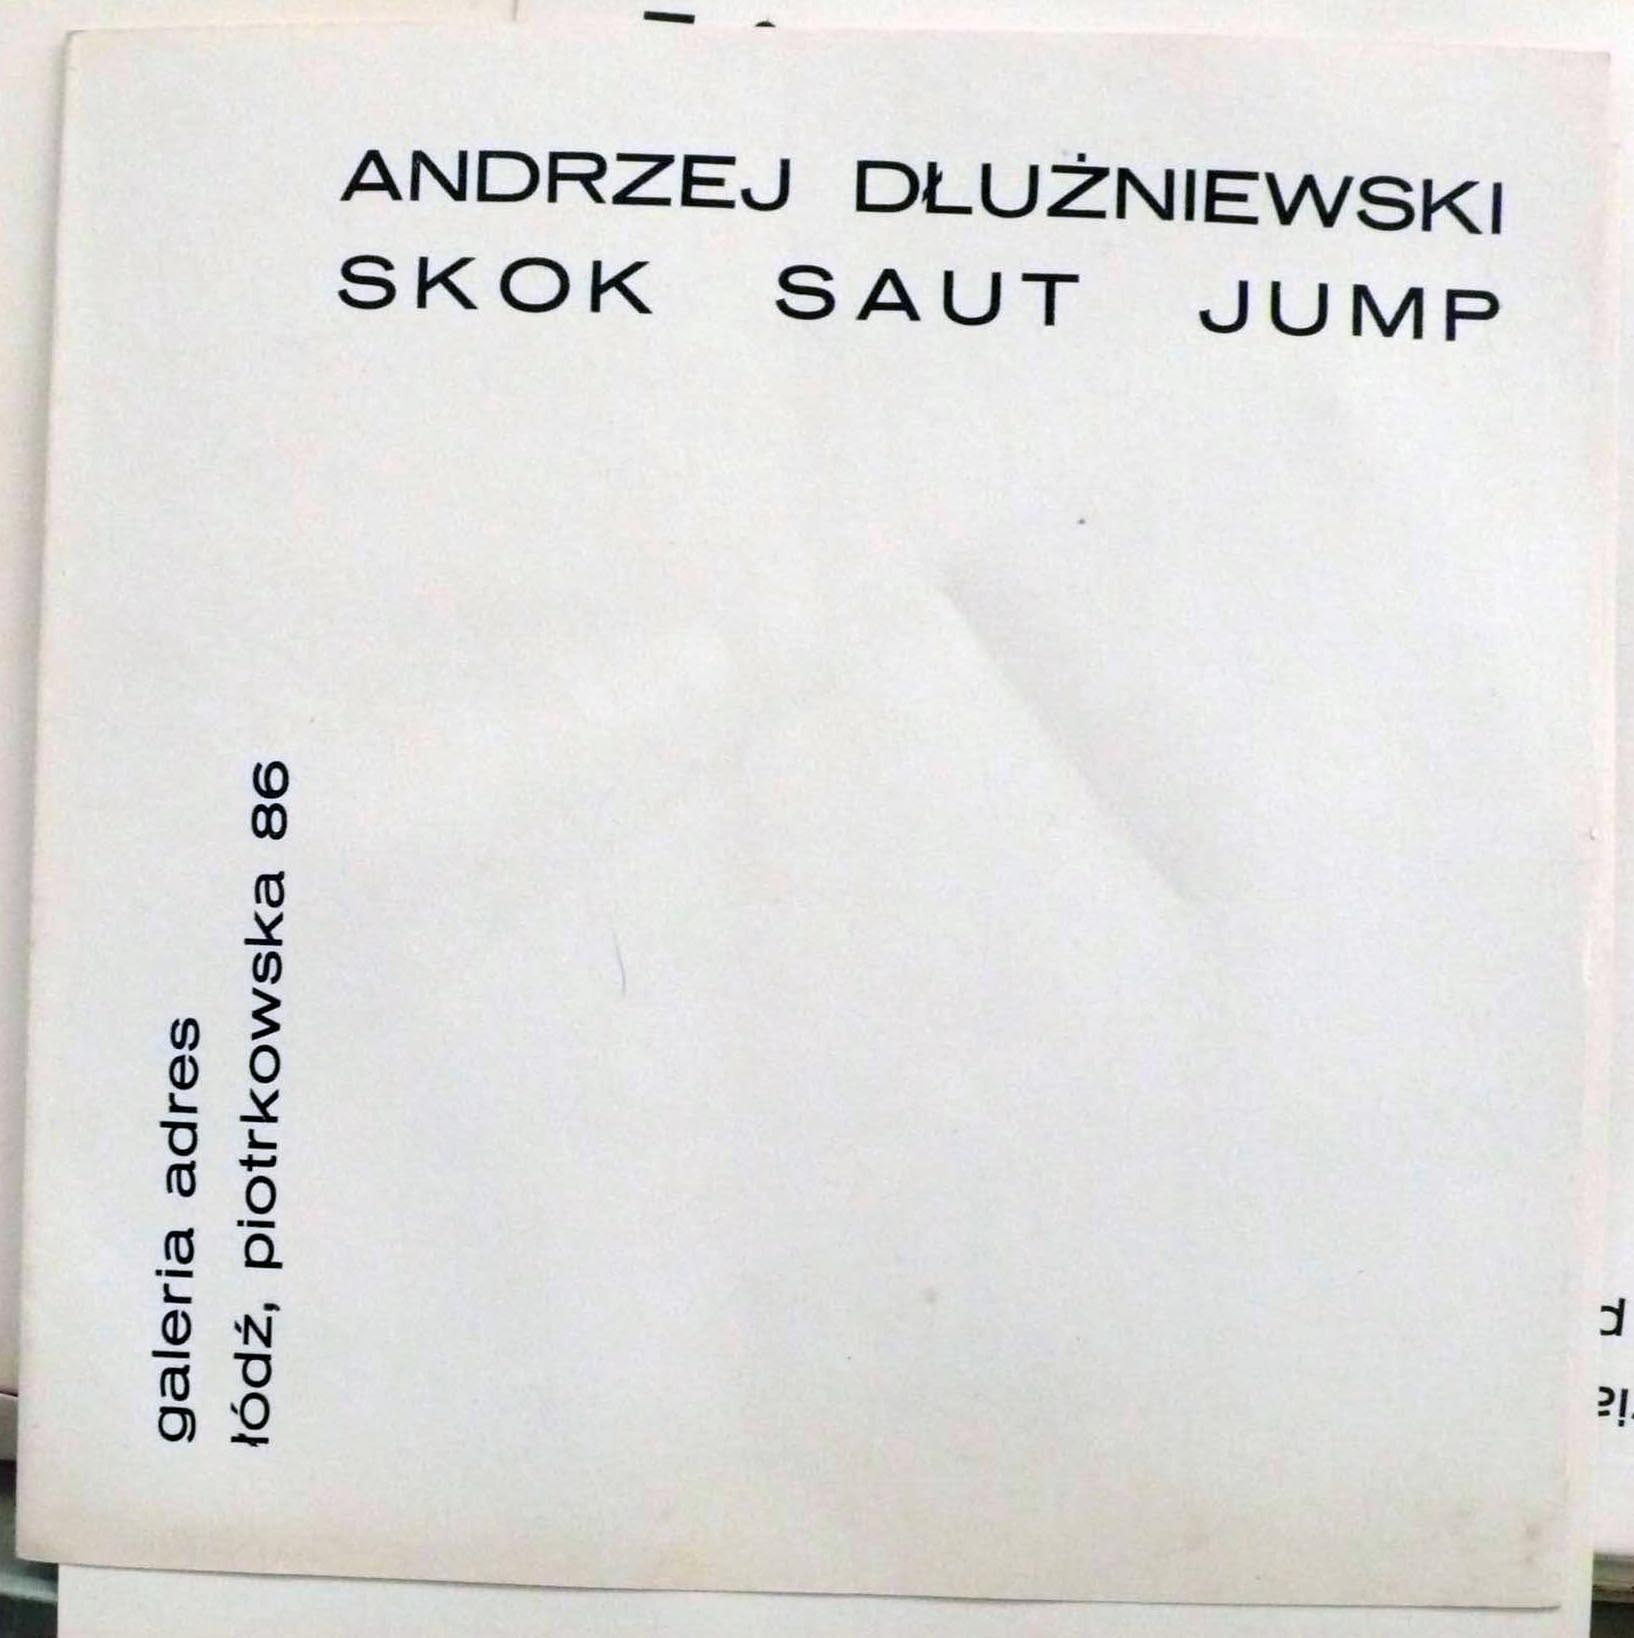 ANDRZEJ DŁUŻNIEWSKI
SKOK SAUT JUMP
galeria adres
łódź, piotrkowska 86